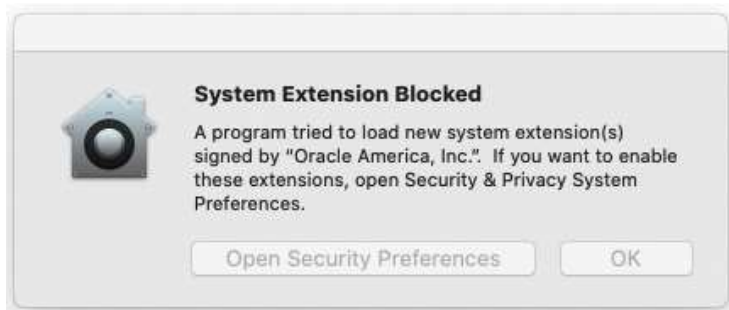 System Extension Blocked
A program tried to load new system extension(s)
signed by “Oracle America, Inc.”.  If you want to enable
these extensions, open Security & Privacy System
Preferences.
Open Security Preferences
OK